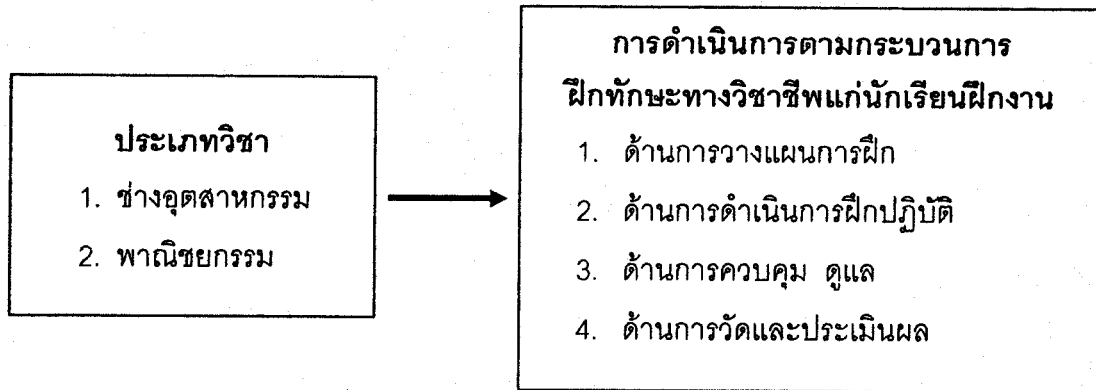 ประเภทวิชา
1. ช่างอุตสาหกรรม
2. พาณิชยกรรม
การดำเนินการตามกระบวนการ
ฝึกทักษะทางวิชาชีพแก่นักเรียนฝึกงาน
1. ด้านการวางแผนการฝึก
2. ด้านการดำเนินการฝึกปฏิบัติ
3. ด้านการควบคุม ดูแล
4. ด้านการวัดและประเมินผล